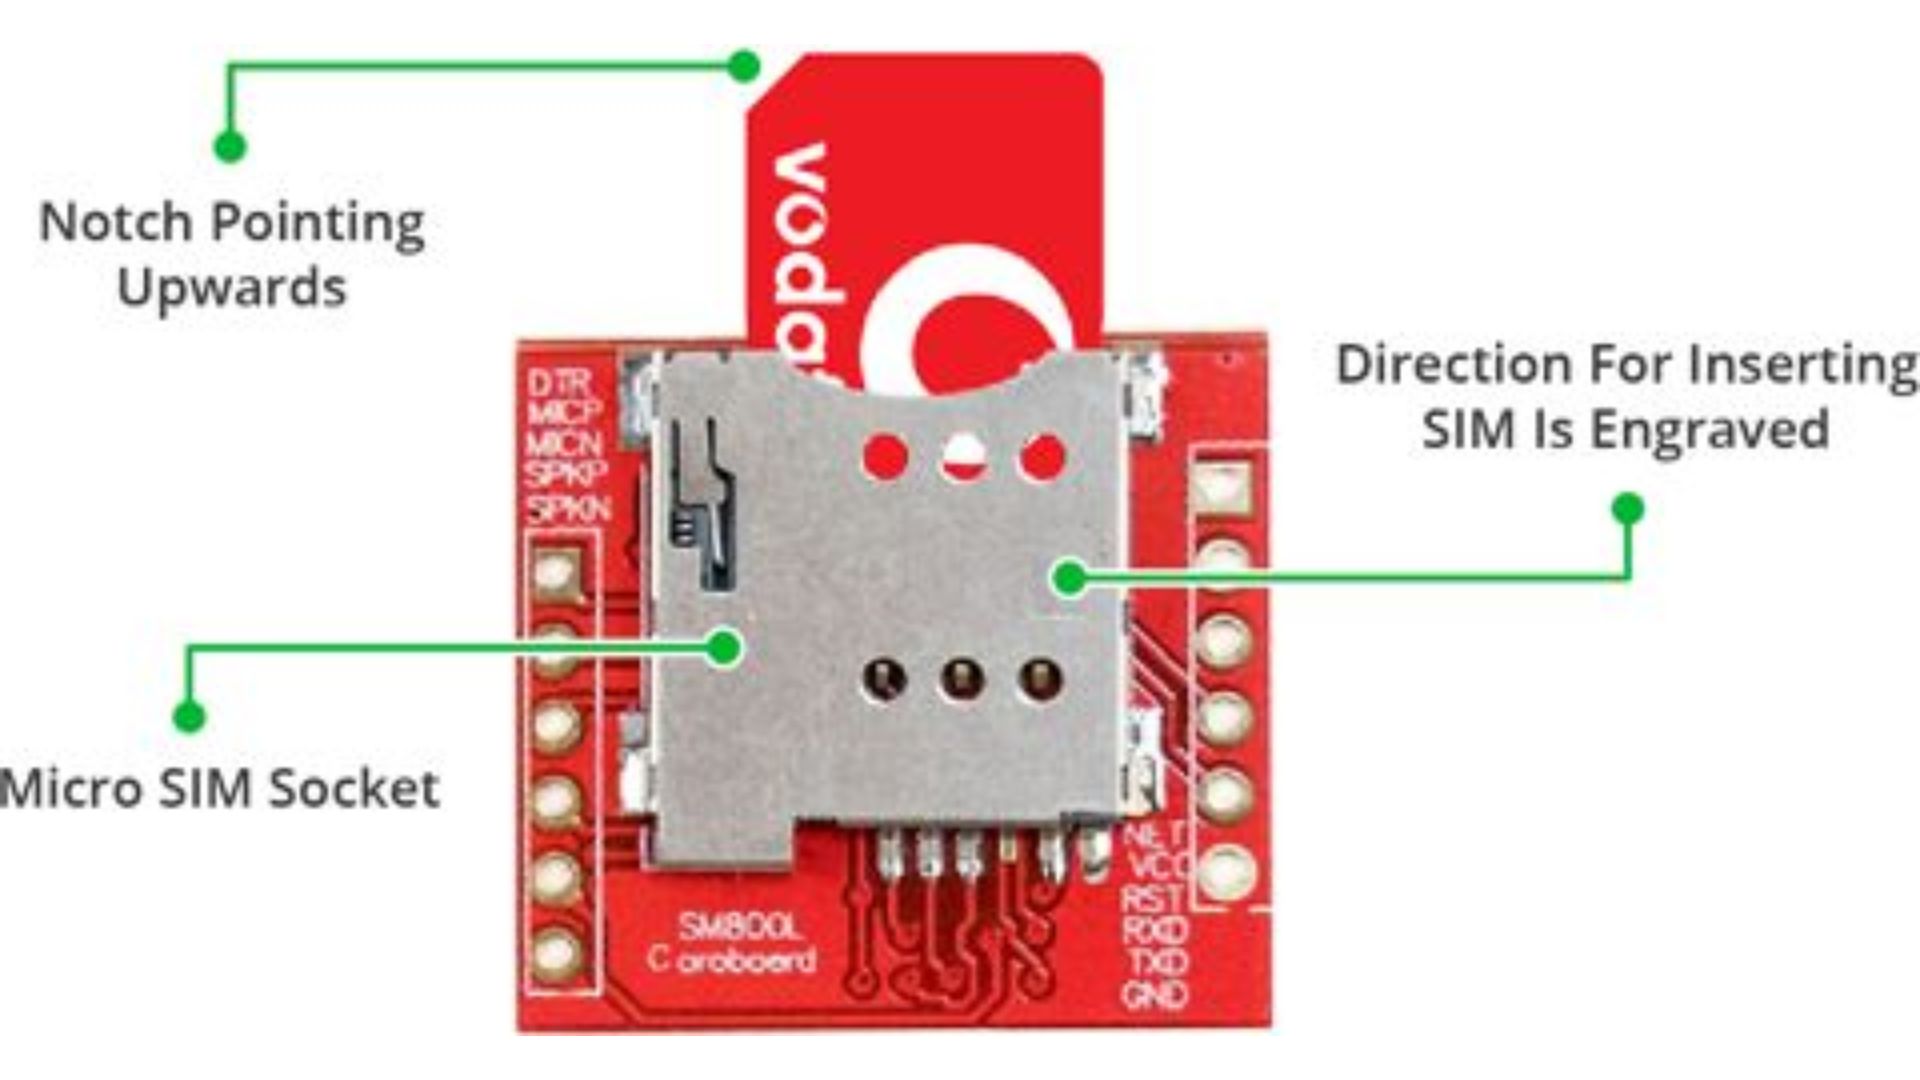 Notch Pointing
Upwards
voda
Direction For Inserting
SIM Is Engraved
DTR
MICP
MICN
SPKP
SPKN
Micro SIM Socket
NET
VCC
RST
RXD
TXD
GND
SM800L
C oroboard